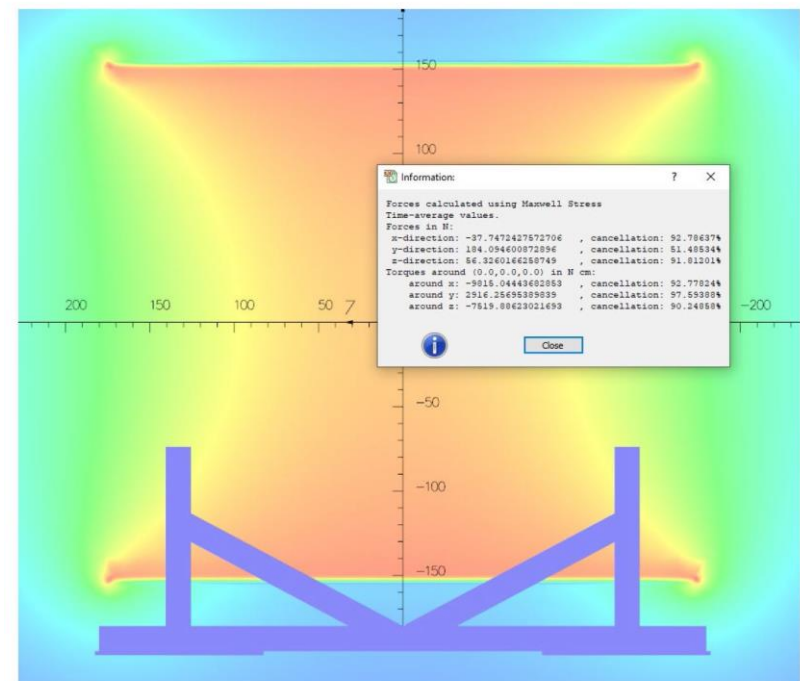 150
100
Information:
?
X
Forces calculated using Maxwell Stress
Time-average values.
Forces in N:
x-direction: -37.7472427572706 , cancellation: 92.78637%
y-direction: 184.094600872896 , cancellation: 51.48534%
z-direction: 56.3260166258749 , cancellation: 91.81201%
Torques around (0.0,0.0,0.0) in N cm:
around x: -9815.04443682853 , cancellation: 92.77824%
around y: 2916.25695389839 , cancellation: 97.59388%
around z: -7519.88623021693 , cancellation: 90.24858%
Close
200 150 100 50 Z -200
-50
-100
-150